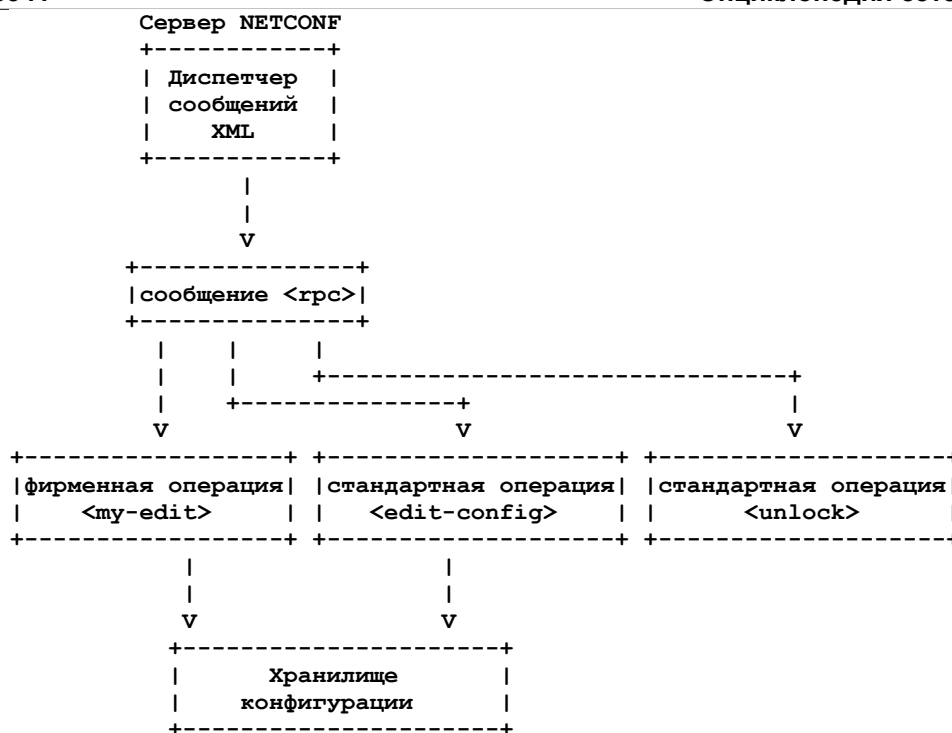 Сервер NETCONF
+------------+
| Диспетчер  |
| сообщений  |
|    XML     |
+------------+
|
|
V
+---------------+
|сообщение <rpc>|
+---------------+
|    |     |
|    |     +--------------------------------+
|    +---------------+                      |
V                    V                      V
+------------------+ +--------------------+ +--------------------
|фирменная операция| |стандартная операция| |стандартная операция|
|    <my-edit>     | |   <edit-config>    | |      <unlock>      |
+------------------+ +--------------------+ +--------------------
|                 |
|                 |
V                 V
+----------------------+
|      Хранилище       |
|    конфигурации      |
+----------------------+